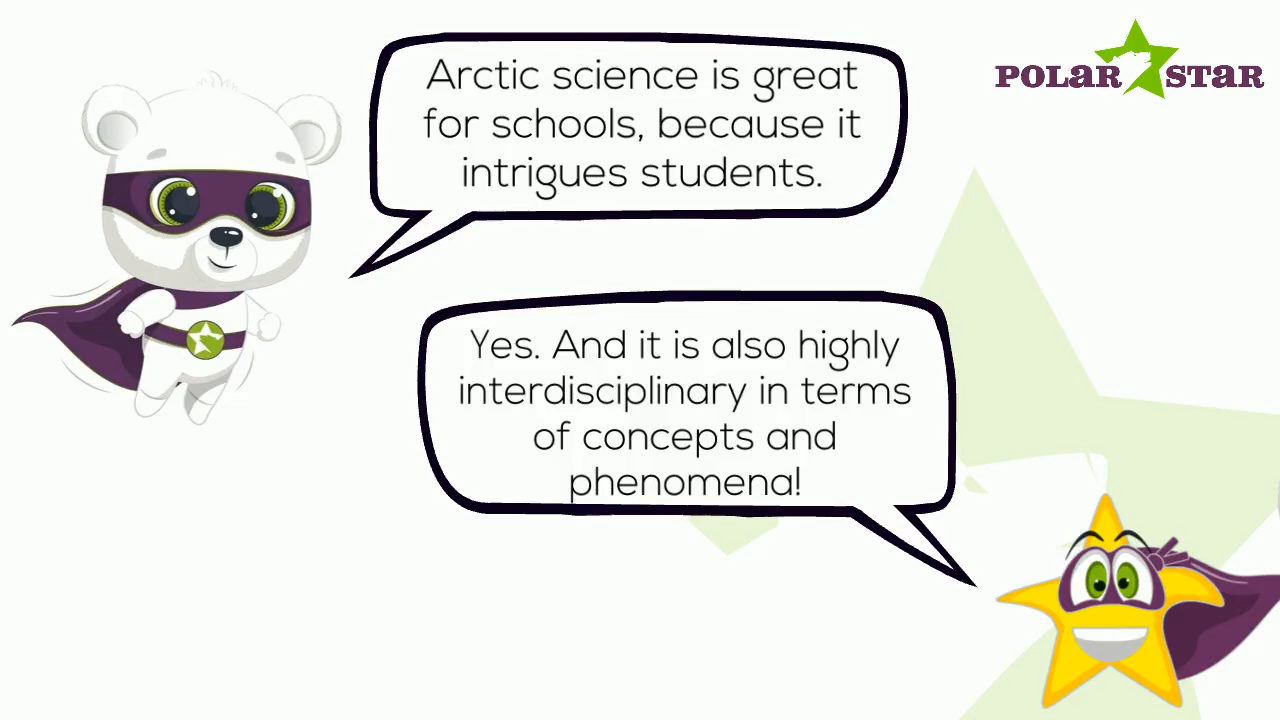 POLAR STAR
Arctic science is great
for schools, because it
intrigues students.
Yes. And it is also highly
interdisciplinary in terms
of concepts and
phenomena!